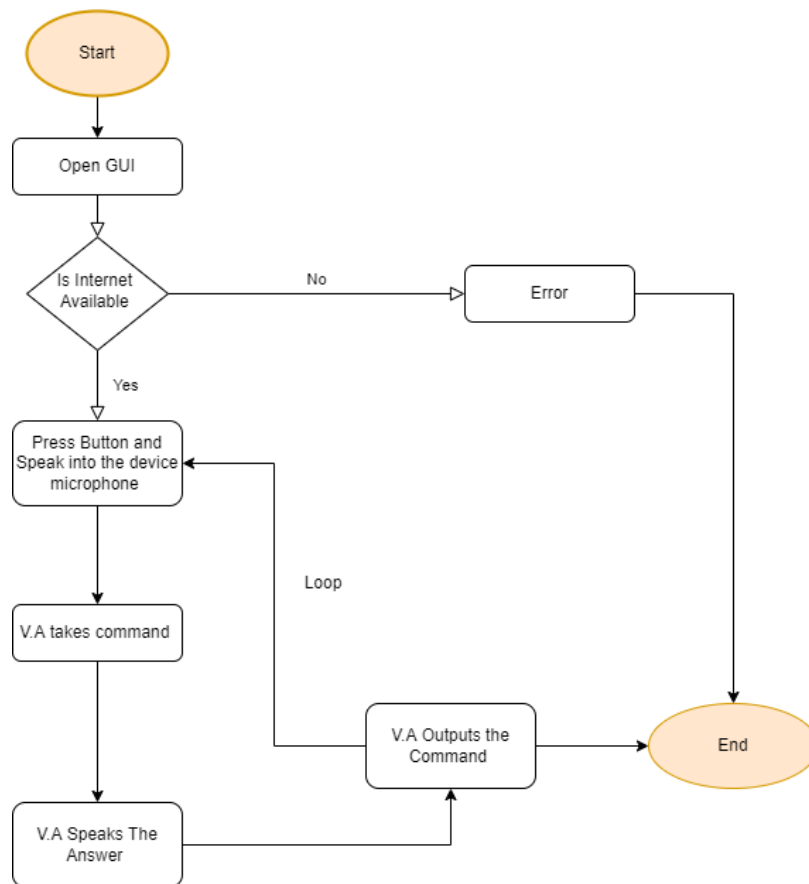 Start
Open GUI
Is Internet
Available
No
Error
Yes
Press Button and
Speak into the device
microphone
Loop
V.A takes command
V.A Outputs the
Command
End
V.A Speaks The
Answer